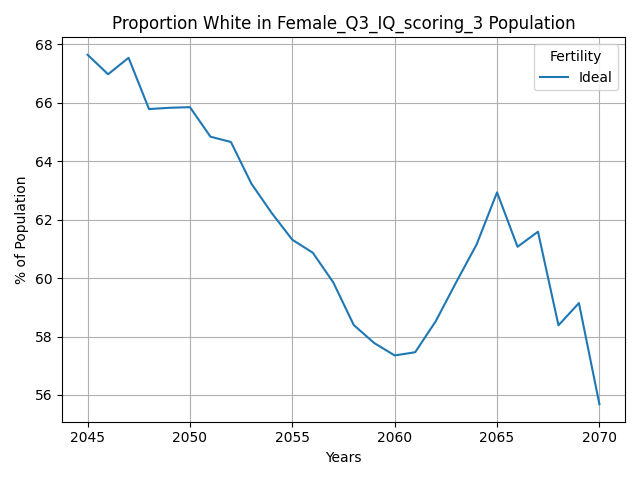 Proportion White in Female_Q3_IQ_scoring_3 Population
Fertility
Ideal
% of Population
68
66
64
62
60
58
56
2045 2050 2055 2060 2065 2070
Years